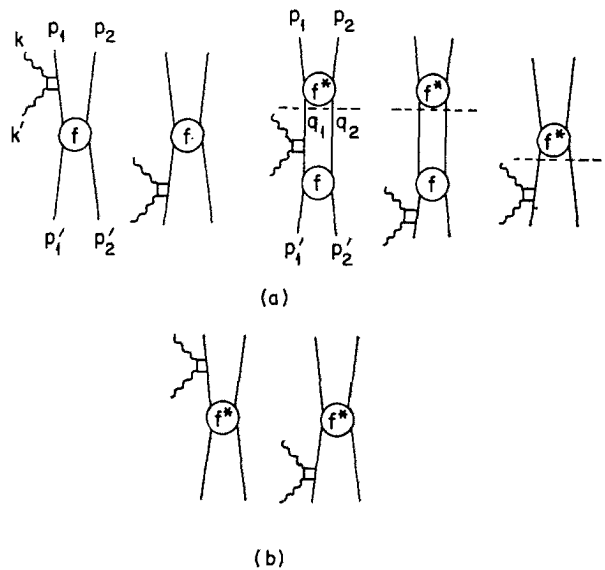 k p₁ p₂ p₁ p₂
f* f* f*
q₁ q₂
k' f f f f
p₁' p₂' p₁' p₂'
(a)
f* f*
(b)